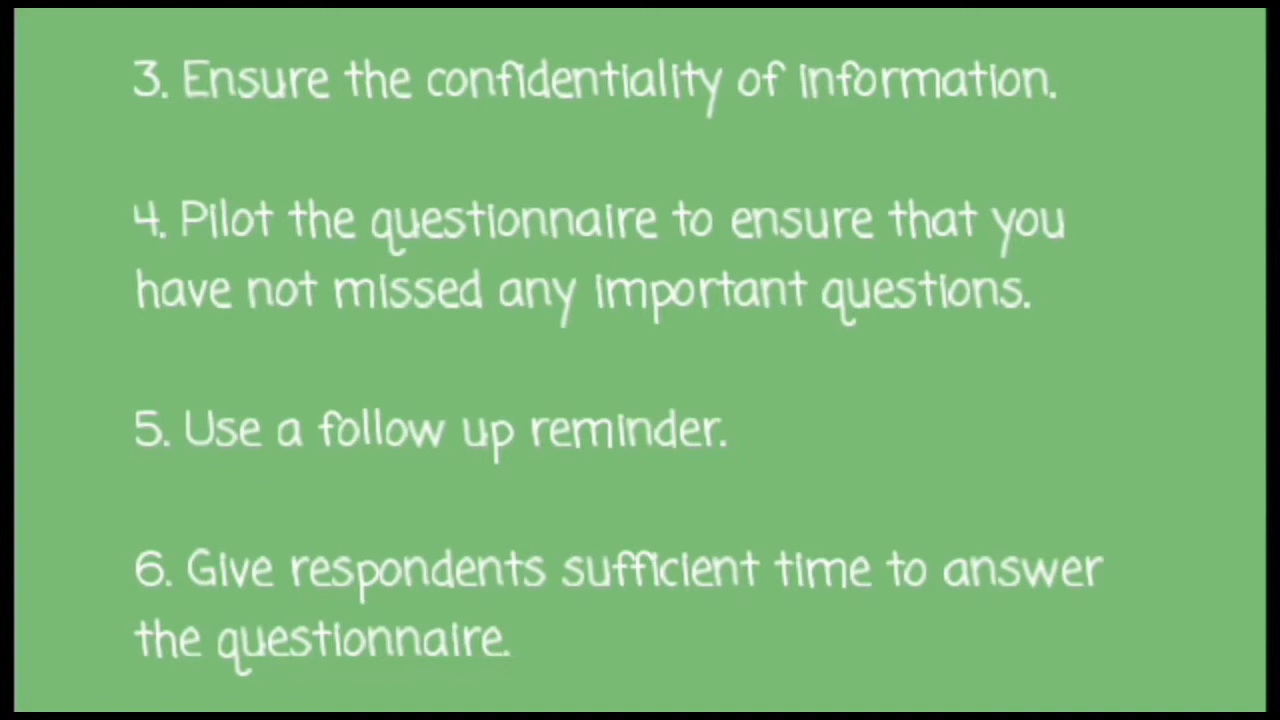 3. Ensure the confidentiality of information.
4. Pilot the questionnaire to ensure that you
have not missed any important questions.
5. Use a follow up reminder.
6. Give respondents sufficient time to answer
the questionnaire.